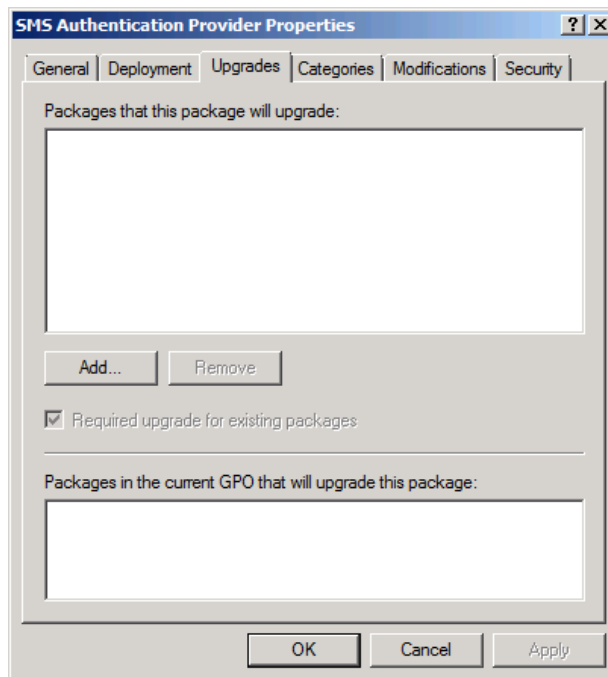 SMS Authentication Provider Properties
General Deployment Upgrades Categories Modifications Security
Packages that this package will upgrade:
Add... Remove
Required upgrade for existing packages
Packages in the current GPO that will upgrade this package:
OK Cancel Apply